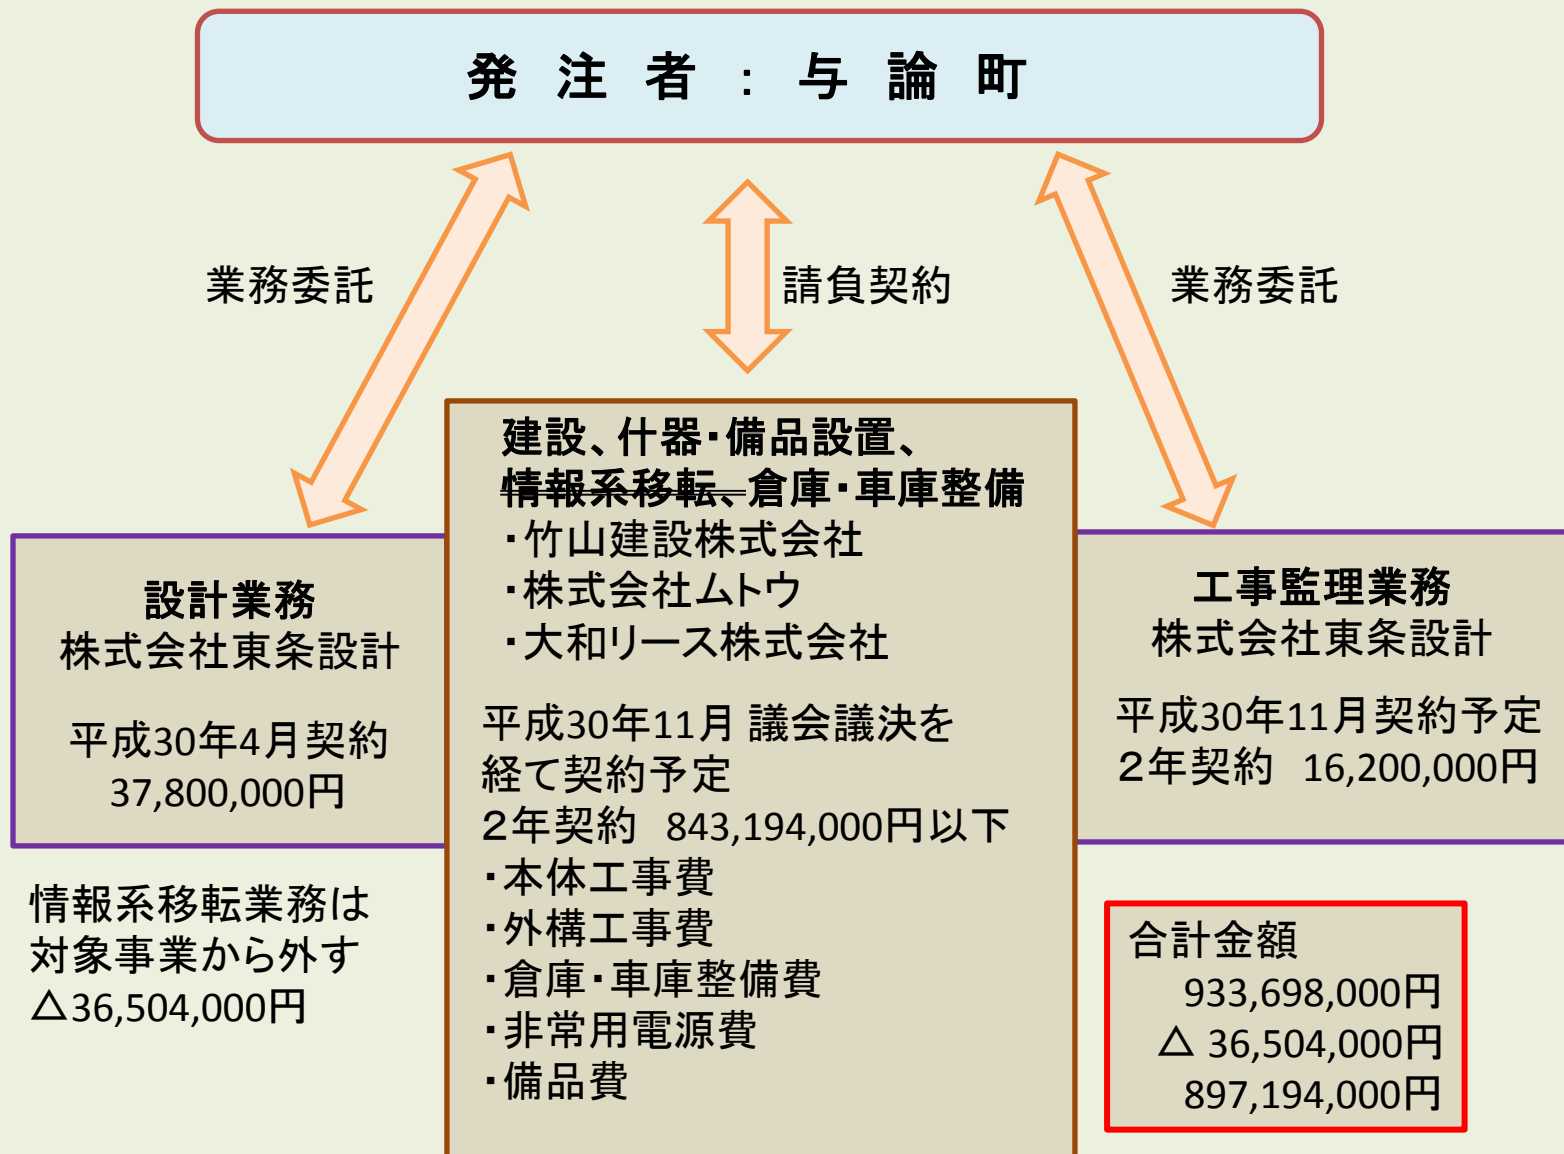 発 注 者 : 与 論 町
業務委託
請負契約
業務委託
設計業務
株式会社東条設計
平成30年4月契約
37,800,000円
建設、什器・備品設置、
情報系移転、倉庫・車庫整備
・竹山建設株式会社
・株式会社ムトウ
・大和リース株式会社
平成30年11月 議会議決を
経て契約予定
２年契約 843,194,000円以下
・本体工事費
・外構工事費
・倉庫・車庫整備費
・非常用電源費
・備品費
工事監理業務
株式会社東条設計
平成30年11月契約予定
２年契約 16,200,000円
情報系移転業務は
対象事業から外す
△36,504,000円
合計金額
933,698,000円
△ 36,504,000円
897,194,000円